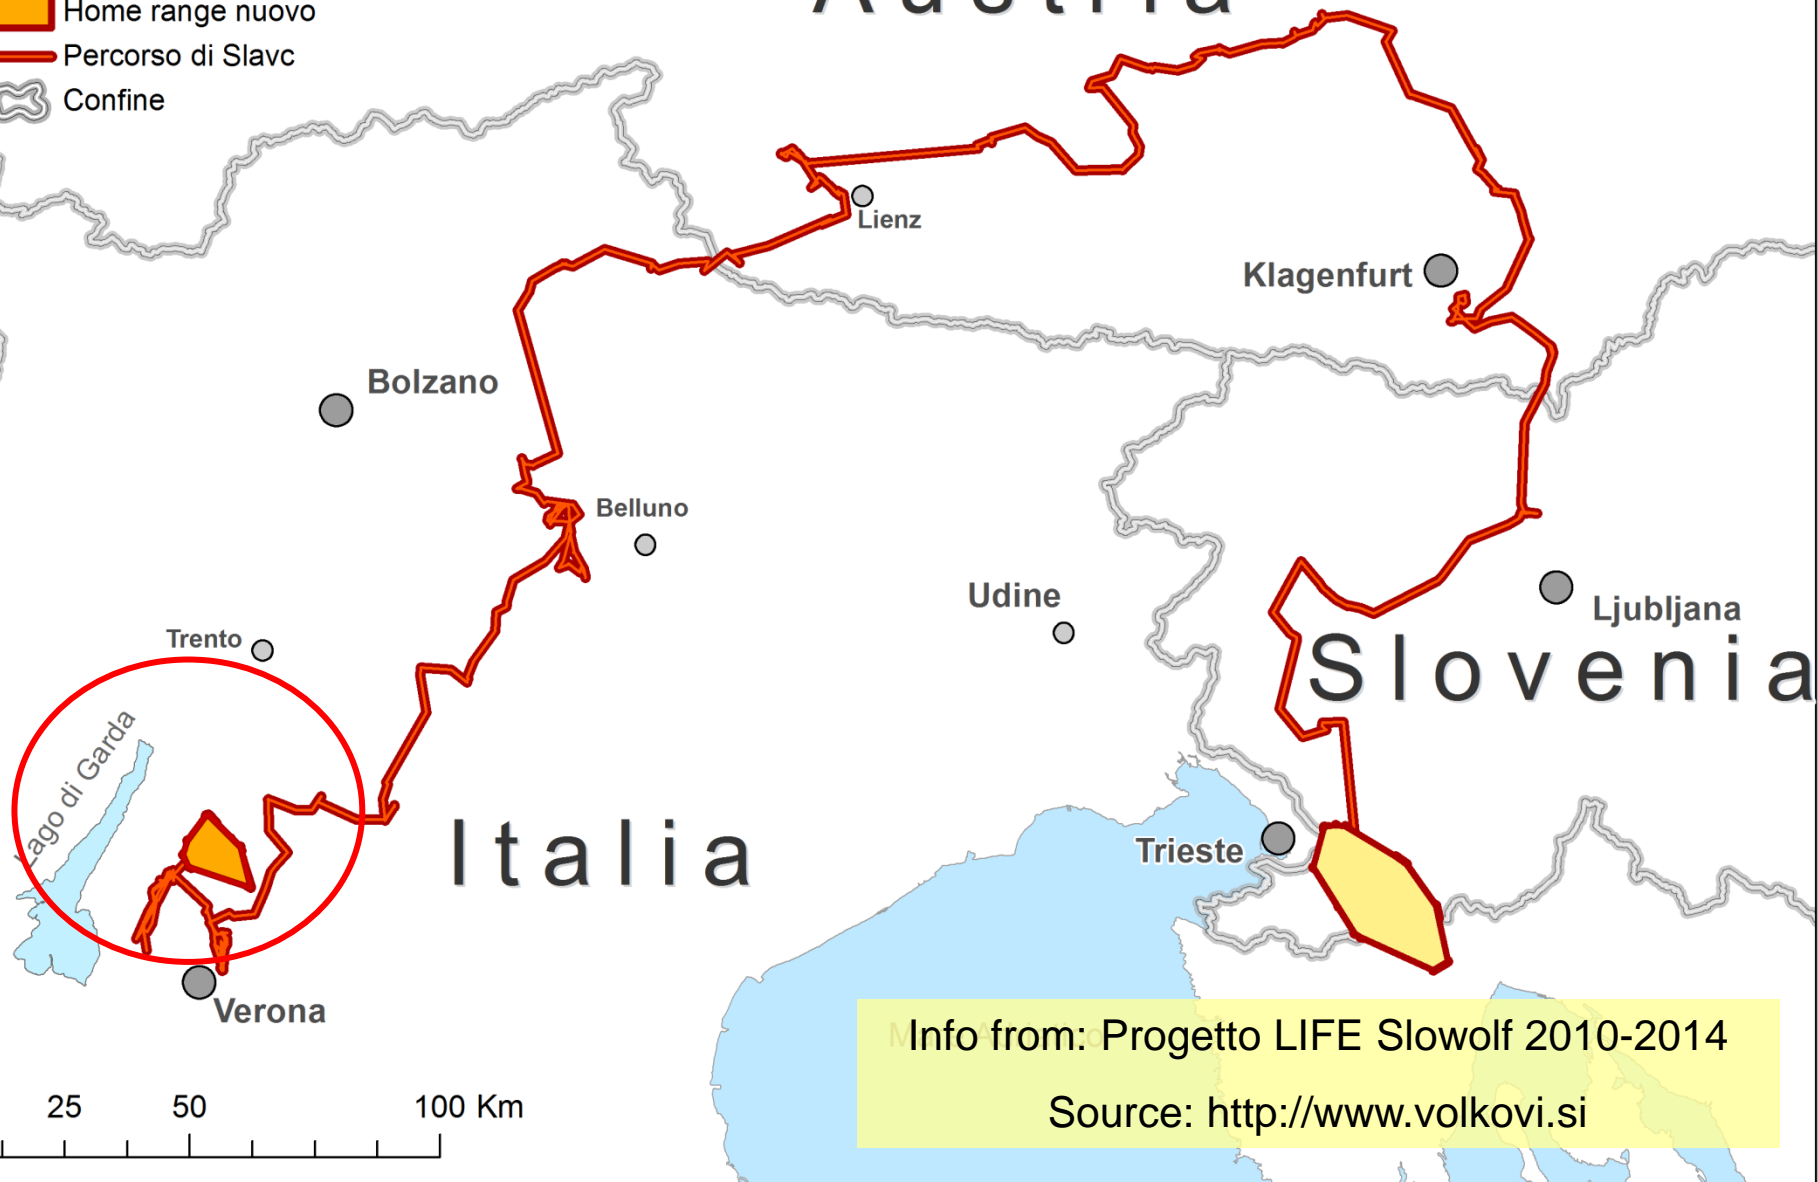 Austria
Home range nuovo
Percorso di Slavc
Confine
Lienz
Klagenfurt
Bolzano
Belluno
Udine
Ljubljana
Trento
Slovenia
Lago di Garda
Italia
Trieste
Verona
Info from: Progetto LIFE Slowolf 2010-2014
Source: http://www.volkovi.si
25 50 100 Km